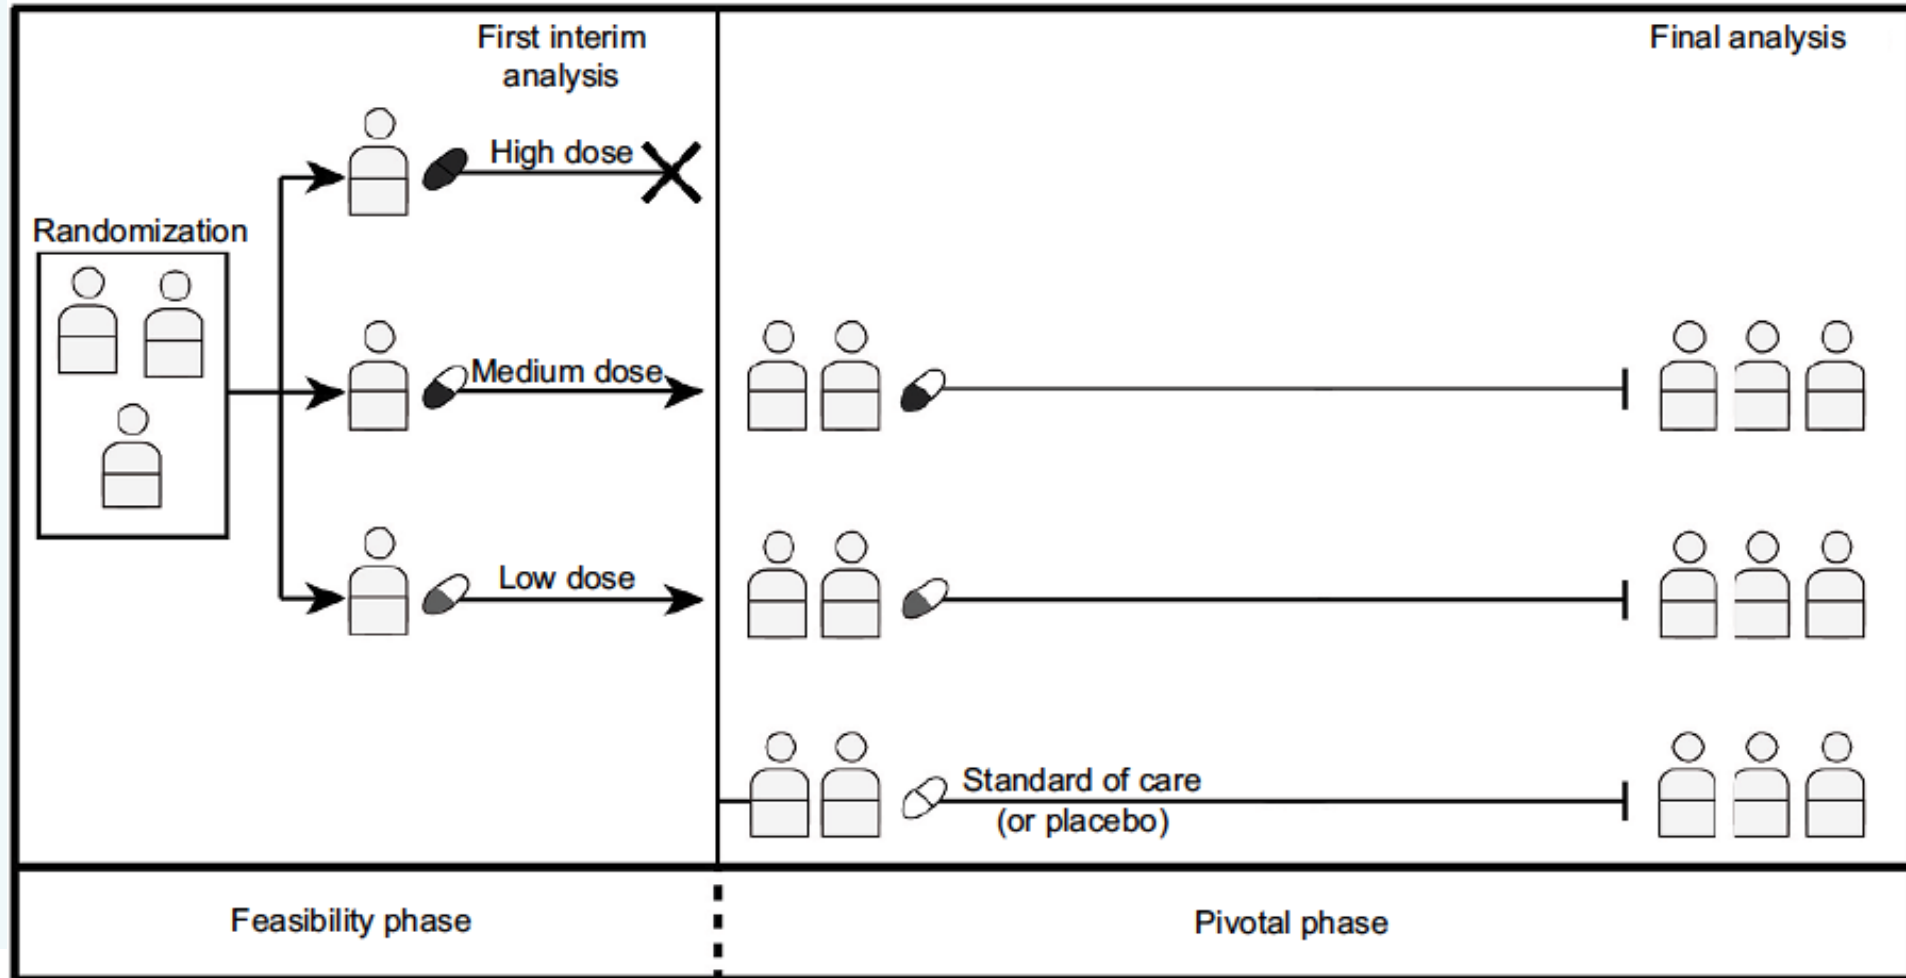 First interim
analysis
Final analysis
High dose
Randomization
Medium dose
Low dose
Standard of care
(or placebo)
Feasibility phase
Pivotal phase